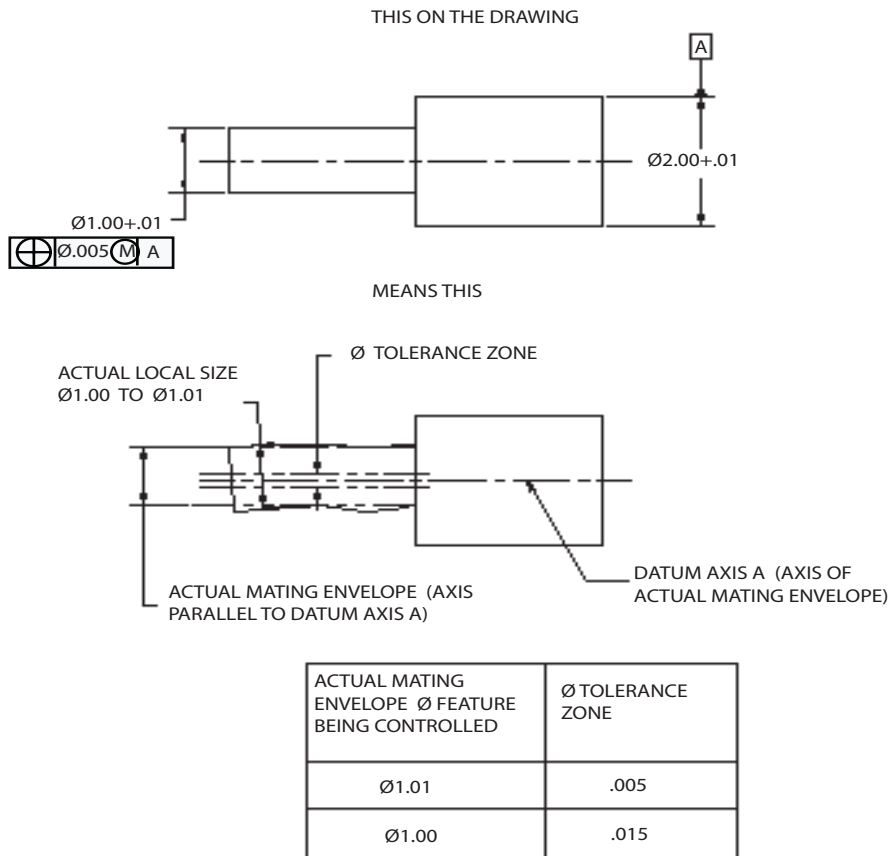 THIS ON THE DRAWING
A
Ø2.00+.01
Ø1.00+.01
Ø.005 Ⓜ A
MEANS THIS
Ø TOLERANCE ZONE
ACTUAL LOCAL SIZE
Ø1.00 TO Ø1.01
DATUM AXIS A (AXIS OF
ACTUAL MATING ENVELOPE)
ACTUAL MATING ENVELOPE (AXIS
PARALLEL TO DATUM AXIS A)
ACTUAL MATING
ENVELOPE Ø FEATURE
BEING CONTROLLED
Ø TOLERANCE
ZONE
Ø1.01 .005
Ø1.00 .015